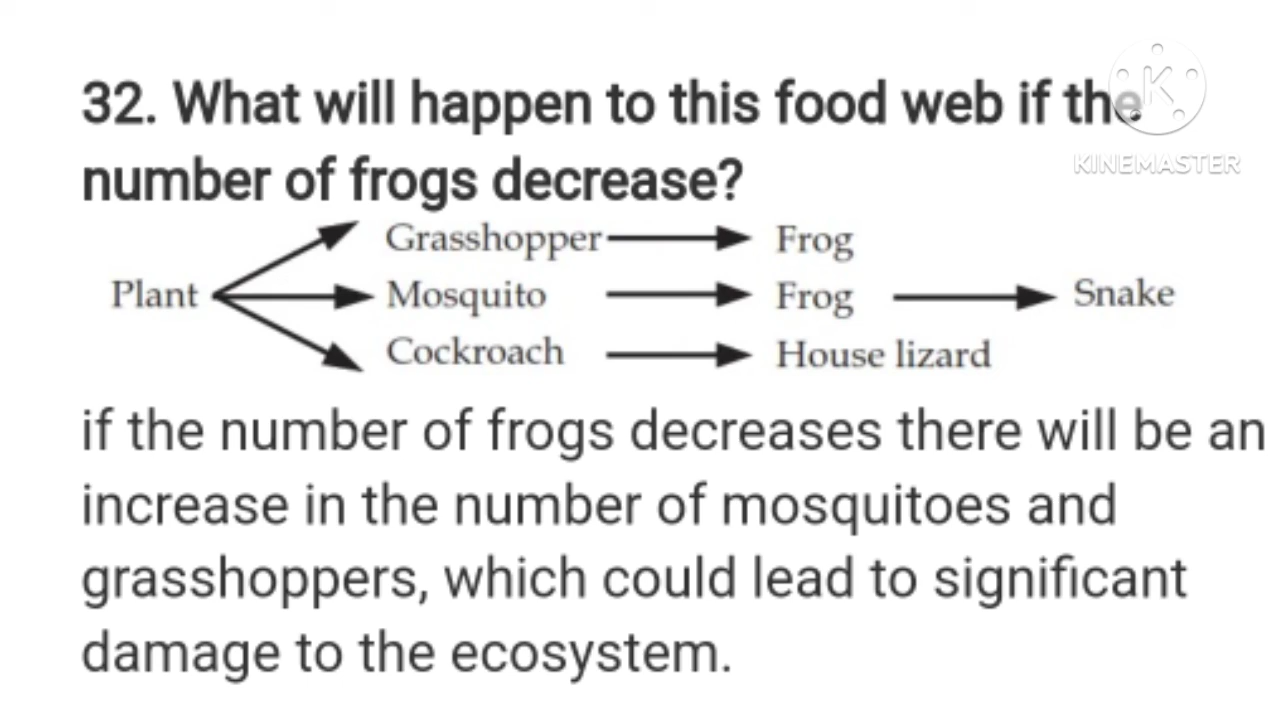 32. What will happen to this food web if the
K
KINEMASTER
number of frogs decrease?
Grasshopper Frog
Plant Mosquito Frog Snake
Cockroach House lizard
if the number of frogs decreases there will be an
increase in the number of mosquitoes and
grasshoppers, which could lead to significant
damage to the ecosystem.